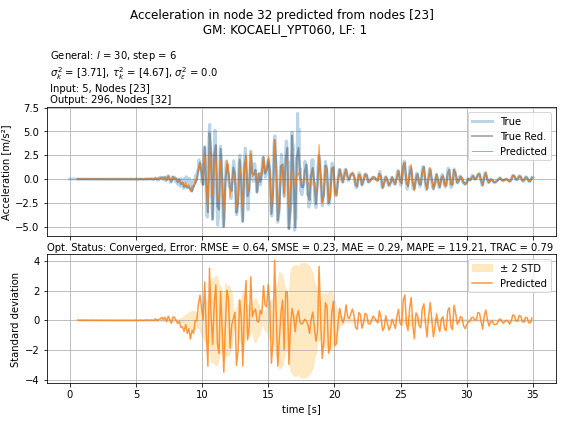 Acceleration in node 32 predicted from nodes [23]
GM: KOCAELI_YPT060, LF: 1
General: l = 30, step = 6
σ²ₖ = [3.71], τ²ₖ = [4.67], σ²ε = 0.0
Input: 5, Nodes [23]
Output: 296, Nodes [32]
Acceleration [m/s²]
7.5
5.0
2.5
0.0
−2.5
−5.0
True
True Red.
Predicted
Opt. Status: Converged, Error: RMSE = 0.64, SMSE = 0.23, MAE = 0.29, MAPE = 119.21, TRAC = 0.79
Standard deviation
4
2
0
−2
−4
± 2 STD
Predicted
0 5 10 15 20 25 30 35
time [s]